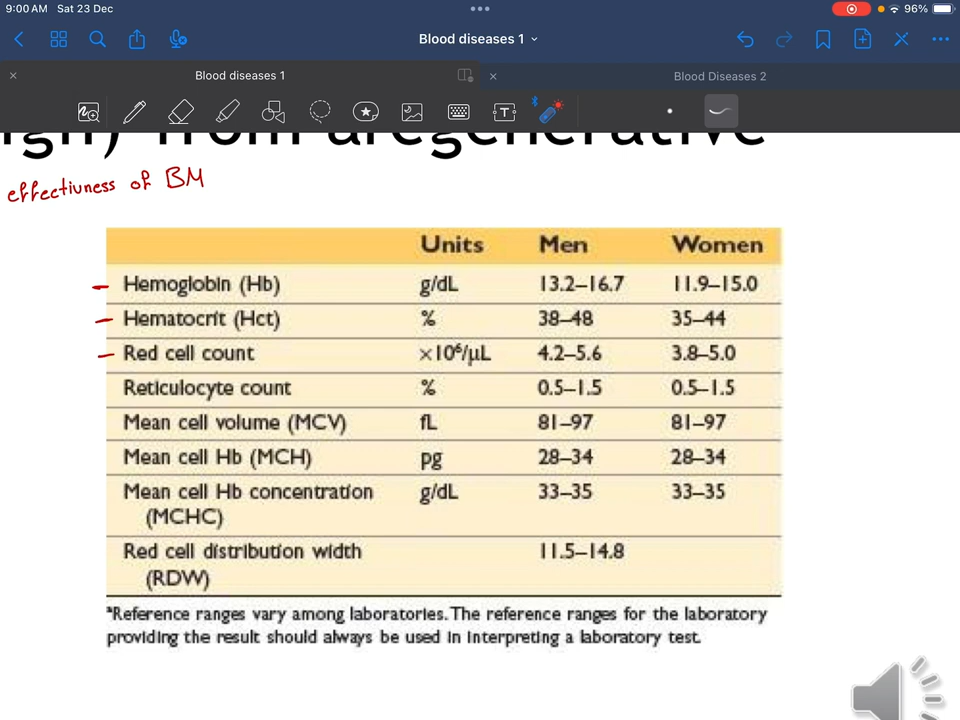 9:00 AM Sat 23 Dec
96%
Blood diseases 1
Blood diseases 1
Blood Diseases 2
aregenerative
effectiuness of BM
Units Men Women
Hemoglobin (Hb) g/dL 13.2–16.7 11.9–15.0
Hematocrit (Hct) % 38–48 35–44
Red cell count ×10⁶/μL 4.2–5.6 3.8–5.0
Reticulocyte count % 0.5–1.5 0.5–1.5
Mean cell volume (MCV) fL 81–97 81–97
Mean cell Hb (MCH) pg 28–34 28–34
Mean cell Hb concentration g/dL 33–35 33–35
(MCHC)
Red cell distribution width 11.5–14.8
(RDW)
*Reference ranges vary among laboratories. The reference ranges for the laboratory
providing the result should always be used in interpreting a laboratory test.